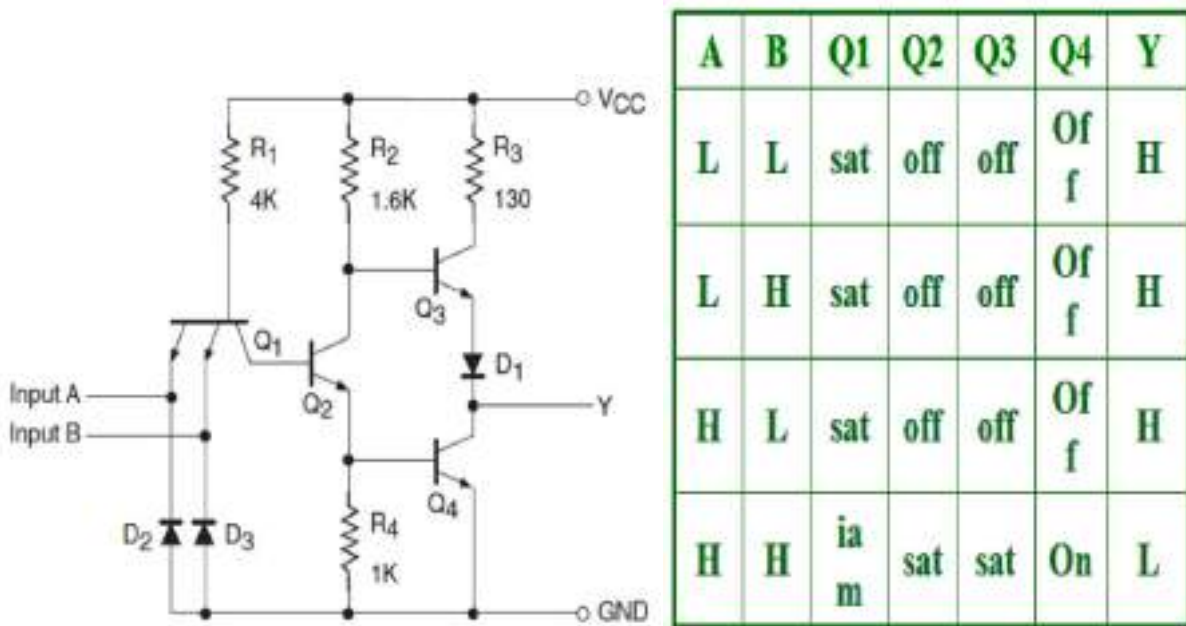 VCC
R1
4K
R2
1.6K
R3
130
Q3
Q1
D1
Input A
Q2
Y
Input B
Q4
D2
D3
R4
1K
GND
A B Q1 Q2 Q3 Q4 Y
L L sat off off Of
f H
L H sat off off Of
f H
H L sat off off Of
f H
H H ia
m sat sat On L